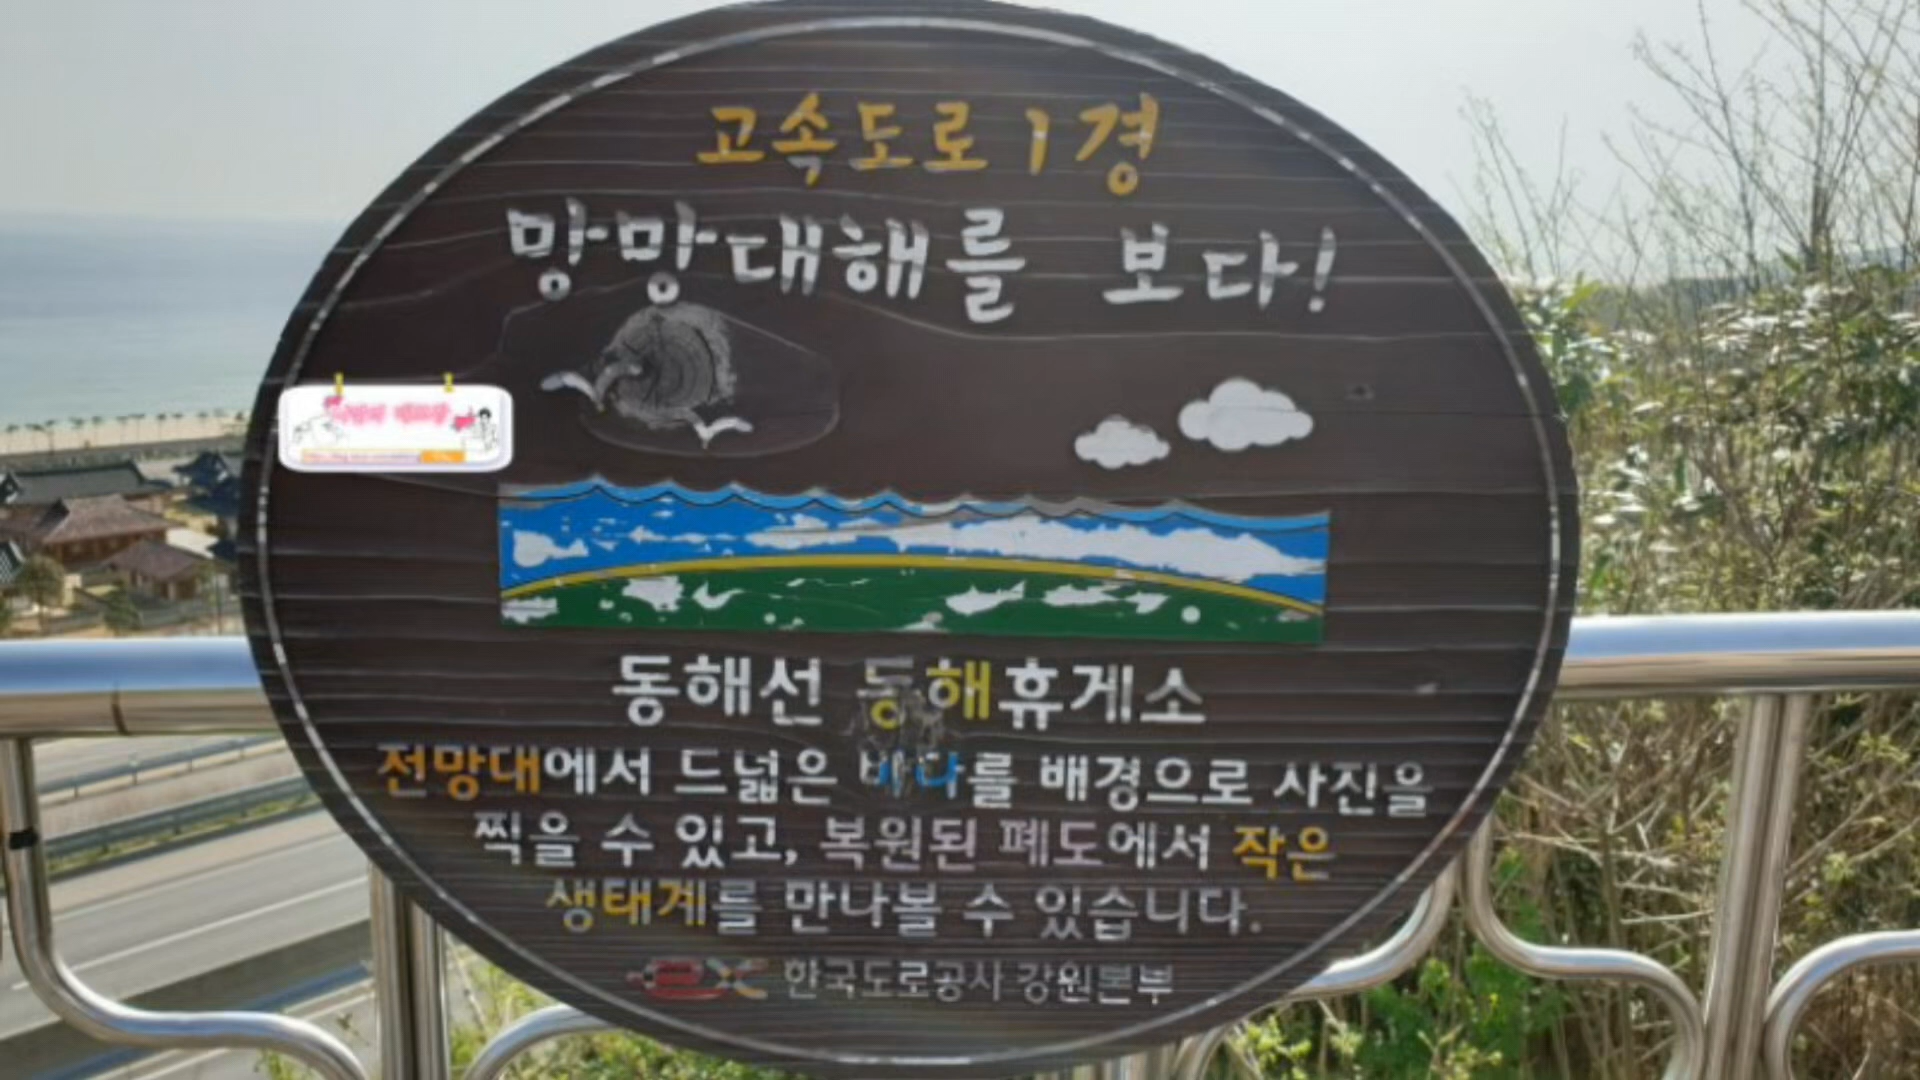 고속도로 1경
망망대해를 보다!
동해선 동해휴게소
전망대에서 드넓은 바다를 배경으로 사진을
찍을 수 있고, 복원된 폐도에서 작은
생태계를 만나볼 수 있습니다.
ex 한국도로공사 강원본부